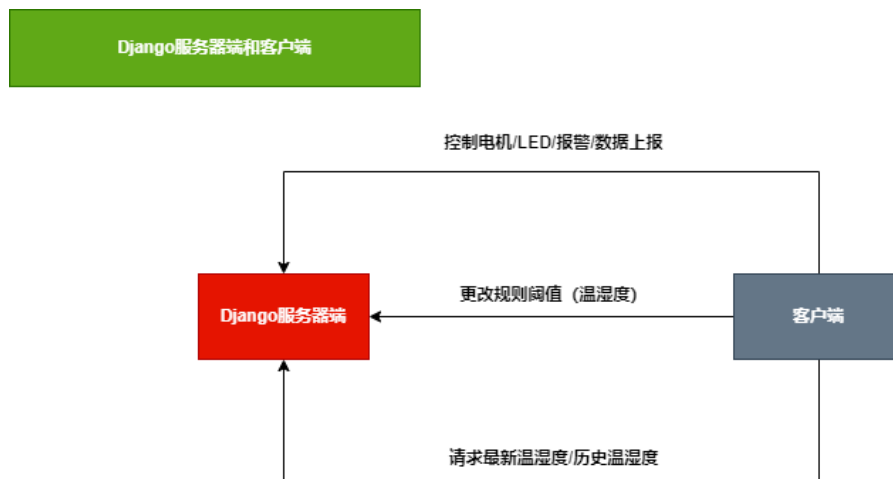 Django服务器端和客户端
控制电机/LED/报警/数据上报
更改规则阈值（温湿度)
Django服务器端
客户端
请求最新温湿度/历史温湿度